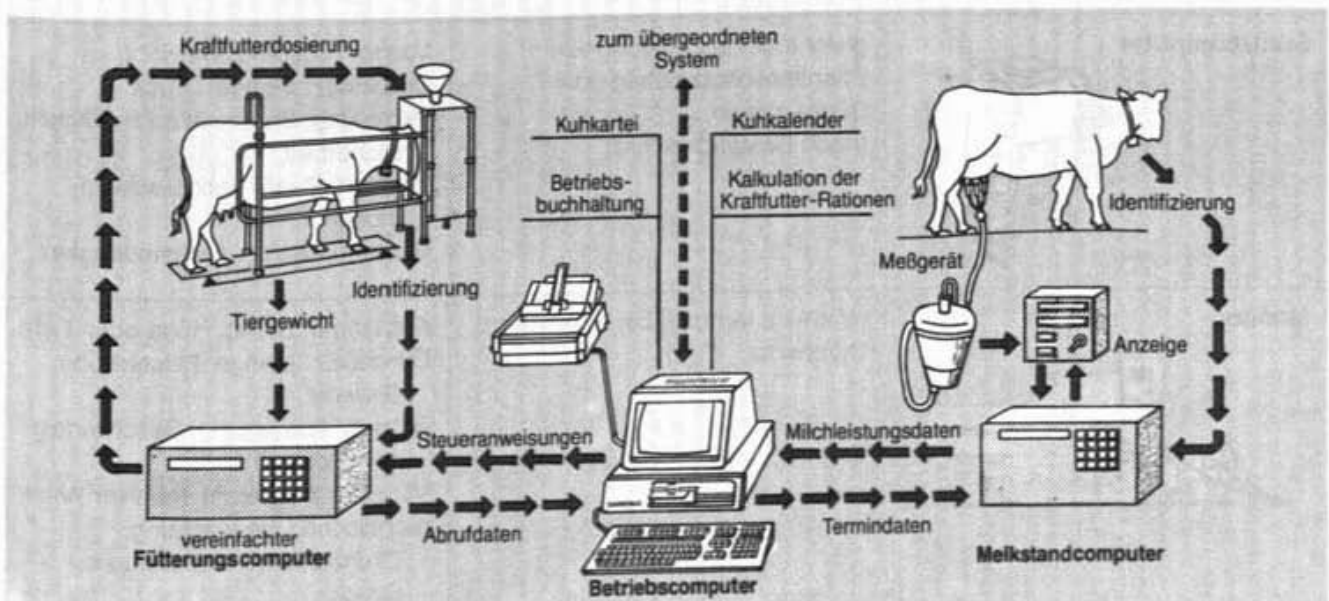 Kraftfutterdosierung
zum übergeordneten
System
Kuhkartei
Kuhkalender
Betriebs-
buchhaltung
Kalkulation der
Kraftfutter-Rationen
Identifizierung
Meßgerät
Identifizierung
Tiergewicht
Anzeige
Steueranweisungen
Milchleistungsdaten
Abrufdaten
Termindaten
vereinfachter
Fütterungscomputer
Betriebscomputer
Melkstandcomputer